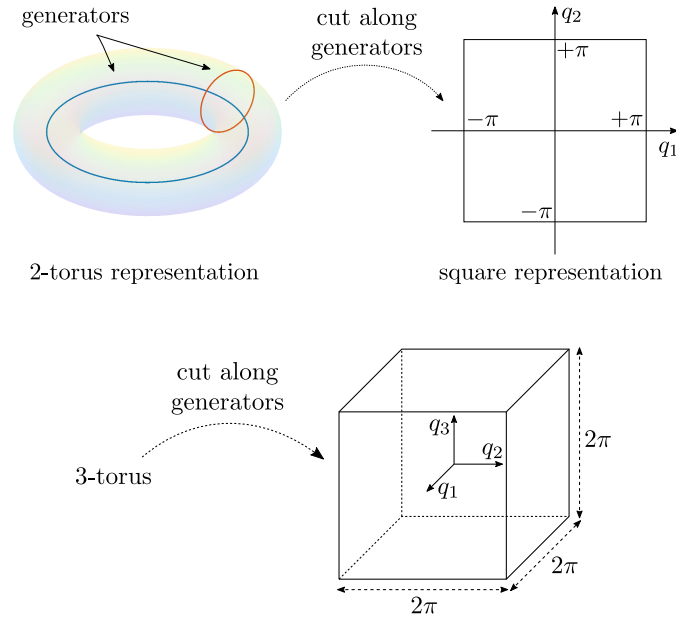 generators
cut along
generators
q₂
+π
−π
+π
q₁
−π
2-torus representation
square representation
cut along
generators
3-torus
q₃
q₂
q₁
2π
2π
2π